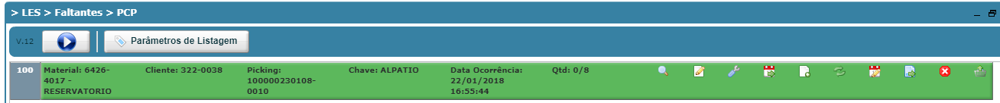 > LES > Faltantes > PCP
V.12
Parâmetros de Listagem
100 Material: 6426- Cliente: 322-0038 Picking: Chave: ALPATIO Data Ocorrência: Qtd: 0/8
4017 - 100000230108- 22/01/2018
RESERVATORIO 0010 16:55:44